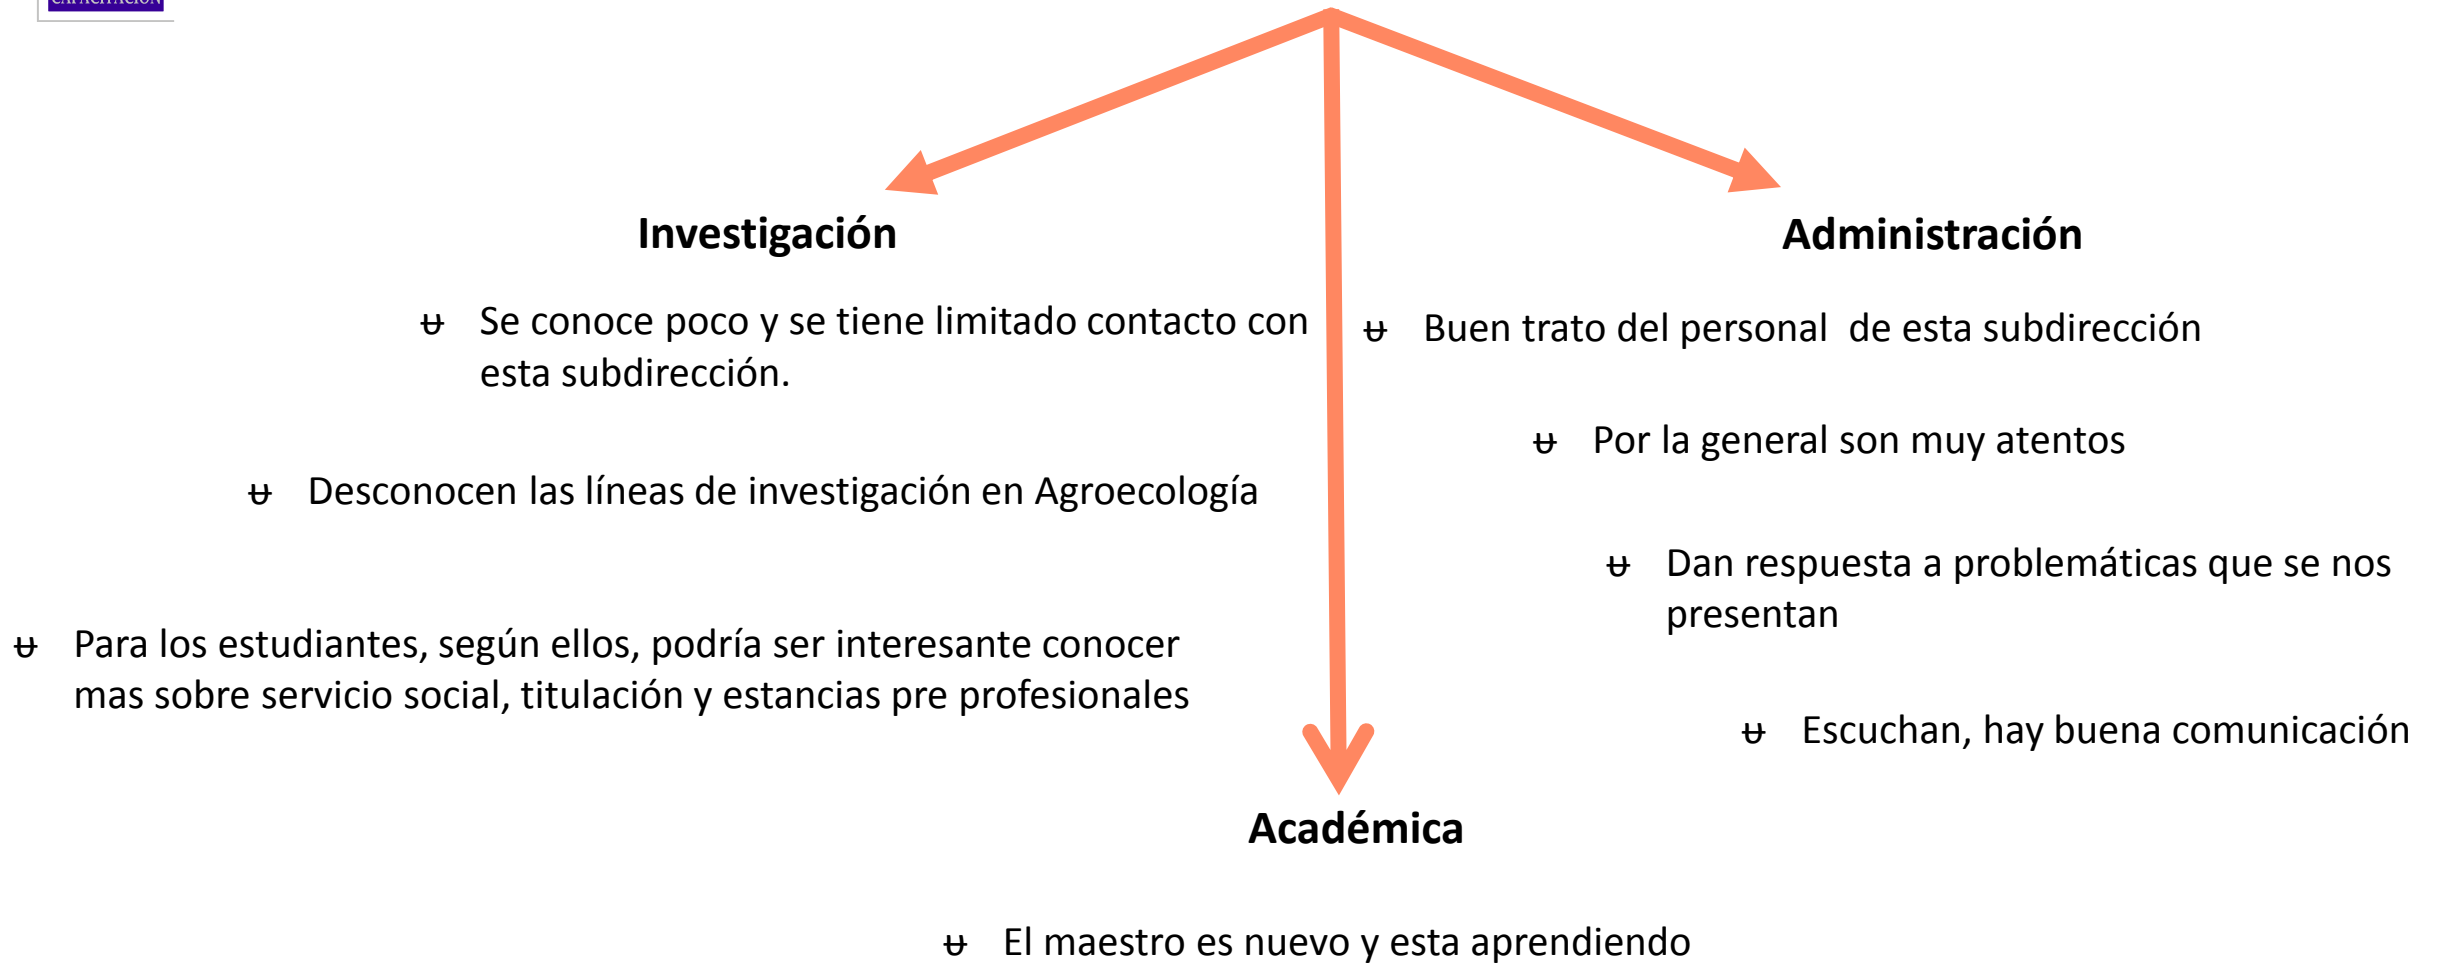 CAPACITACIÓN
Investigación
ʉ Se conoce poco y se tiene limitado contacto con
esta subdirección.
ʉ Desconocen las líneas de investigación en Agroecología
ʉ Para los estudiantes, según ellos, podría ser interesante conocer
mas sobre servicio social, titulación y estancias pre profesionales
Administración
ʉ Buen trato del personal  de esta subdirección
ʉ Por la general son muy atentos
ʉ Dan respuesta a problemáticas que se nos
presentan
ʉ Escuchan, hay buena comunicación
Académica
ʉ El maestro es nuevo y esta aprendiendo